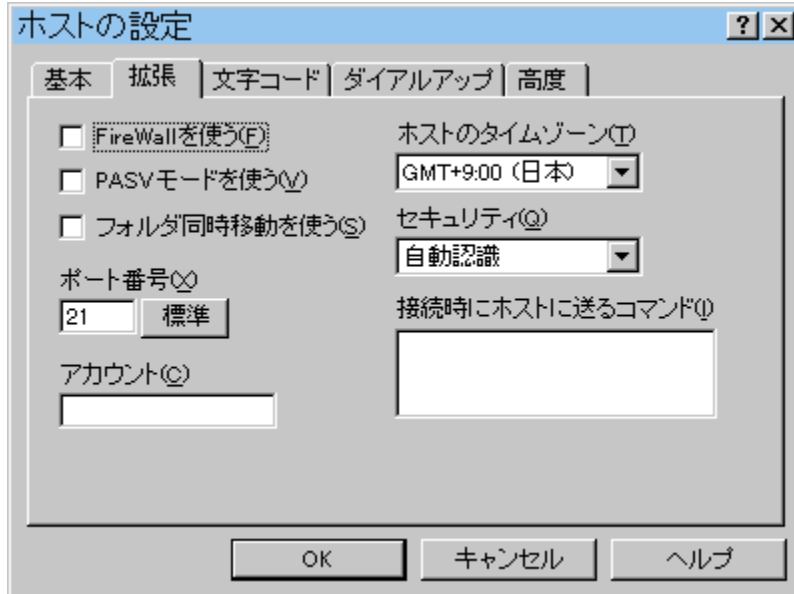 ホストの設定
基本 拡張 文字コード ダイアルアップ 高度
FireWallを使う(F)
PASVモードを使う(V)
フォルダ同時移動を使う(S)
ポート番号(X)
21 標準
アカウント(C)
ホストのタイムゾーン(T)
GMT+9:00 (日本)
セキュリティ(Q)
自動認識
接続時にホストに送るコマンド(I)
OK キャンセル ヘルプ